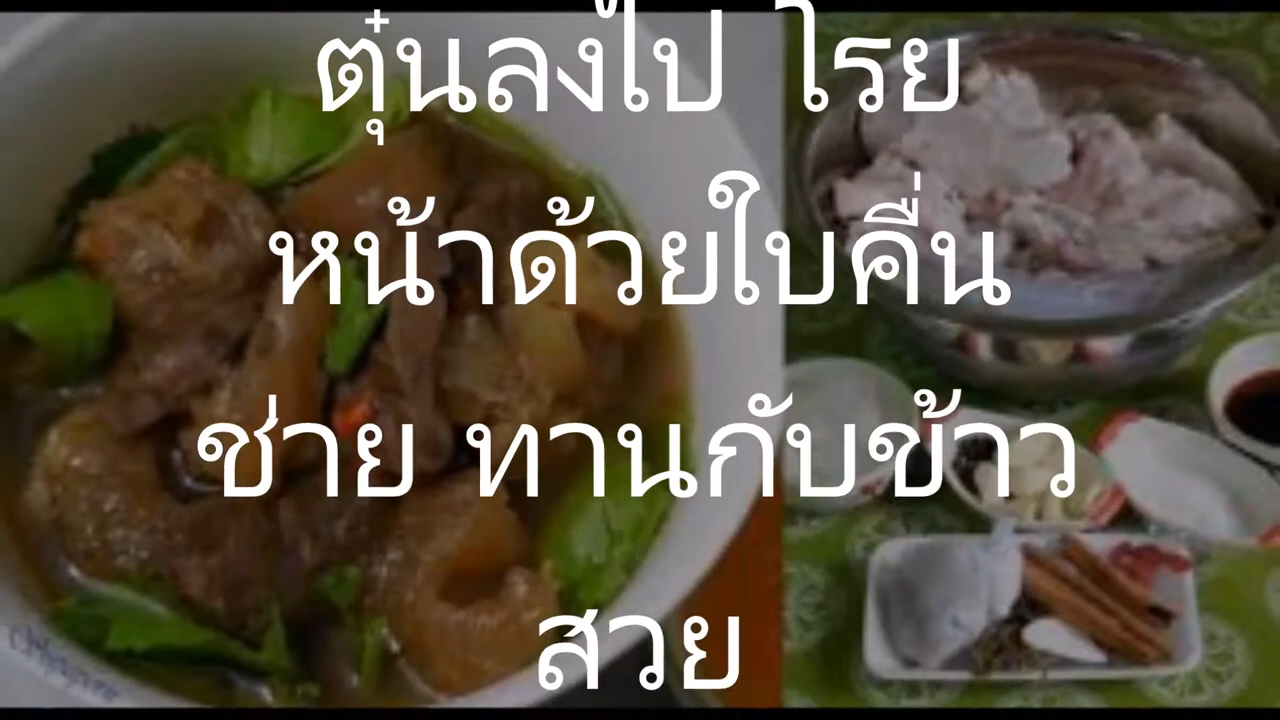 ตุ๋นลงไป โรย
หน้าด้วยใบคื่น
ช่าย ทานกับข้าว
สวย